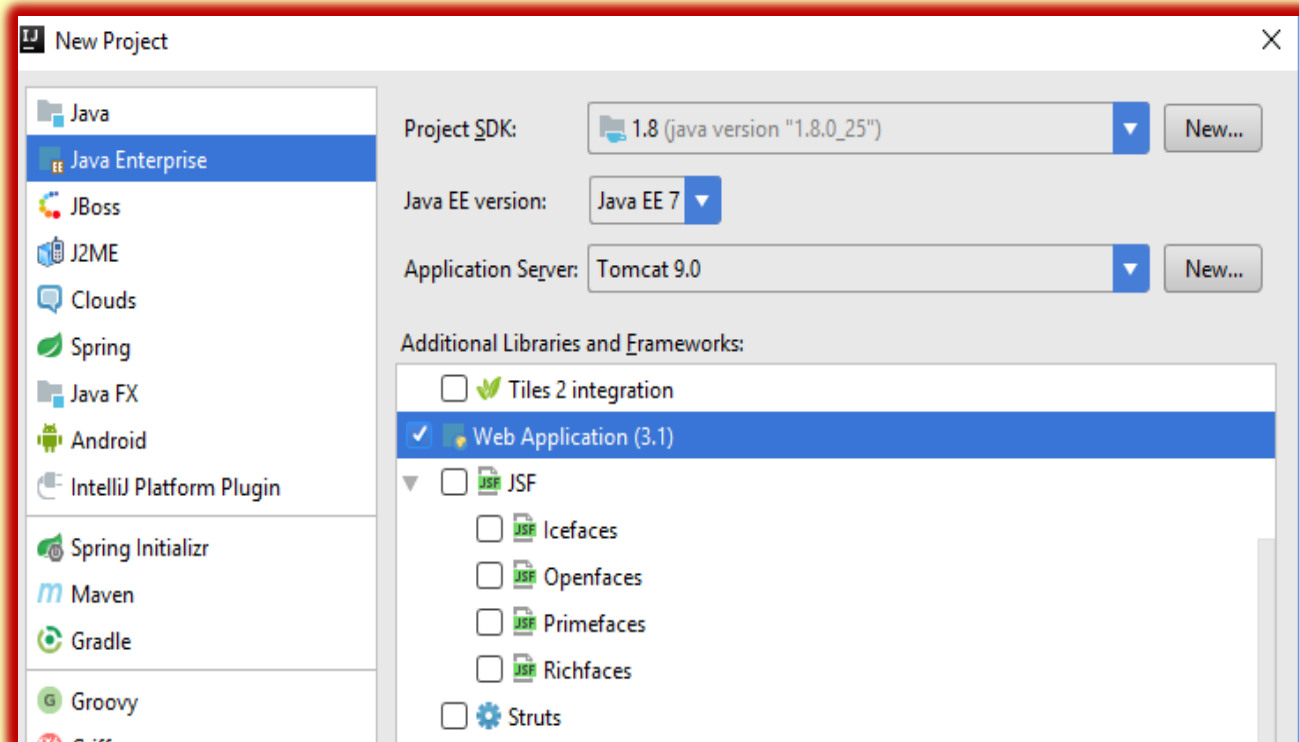 New Project
Java
Java Enterprise
JBoss
J2ME
Clouds
Spring
Java FX
Android
IntelliJ Platform Plugin
Spring Initializr
Maven
Gradle
Groovy
Project SDK: 1.8 (java version "1.8.0_25") New...
Java EE version: Java EE 7
Application Server: Tomcat 9.0 New...
Additional Libraries and Frameworks:
Tiles 2 integration
Web Application (3.1)
JSF
Icefaces
Openfaces
Primefaces
Richfaces
Struts